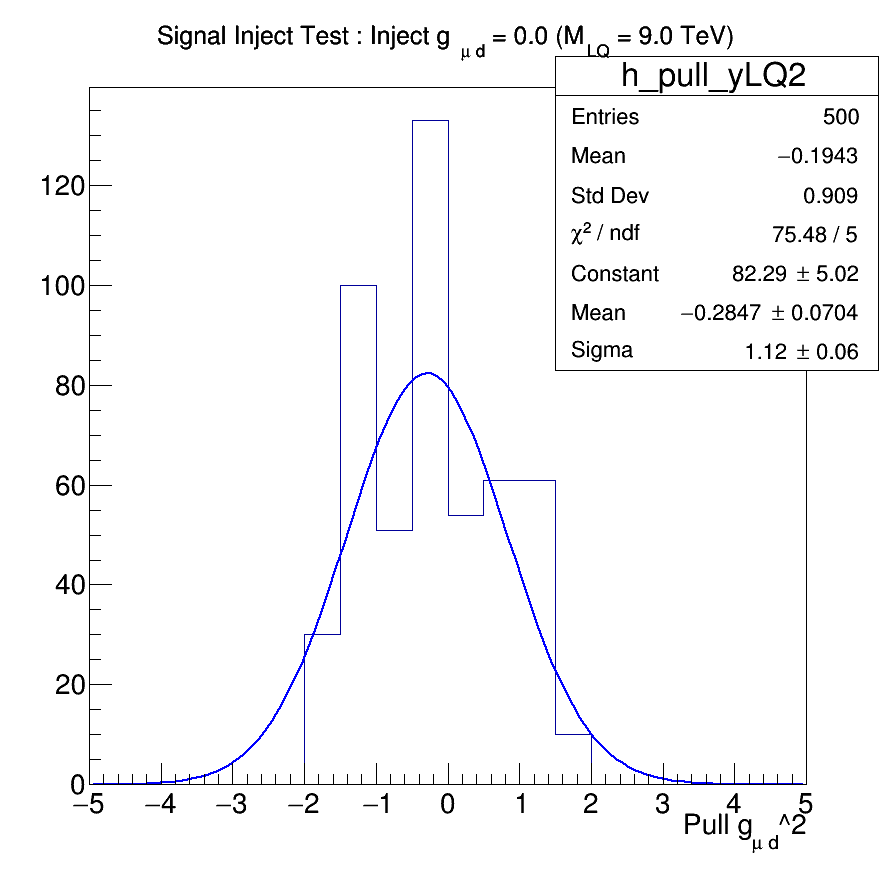 Signal Inject Test : Inject g μ d = 0.0 (M LQ = 9.0 TeV)
h_pull_yLQ2
Entries 500
Mean −0.1943
Std Dev 0.909
χ² / ndf 75.48 / 5
Constant 82.29 ± 5.02
Mean −0.2847 ± 0.0704
Sigma 1.12 ± 0.06
120
100
80
60
40
20
0
−5 −4 −3 −2 −1 0 1 2 3 4 5
Pull g μ d ^2